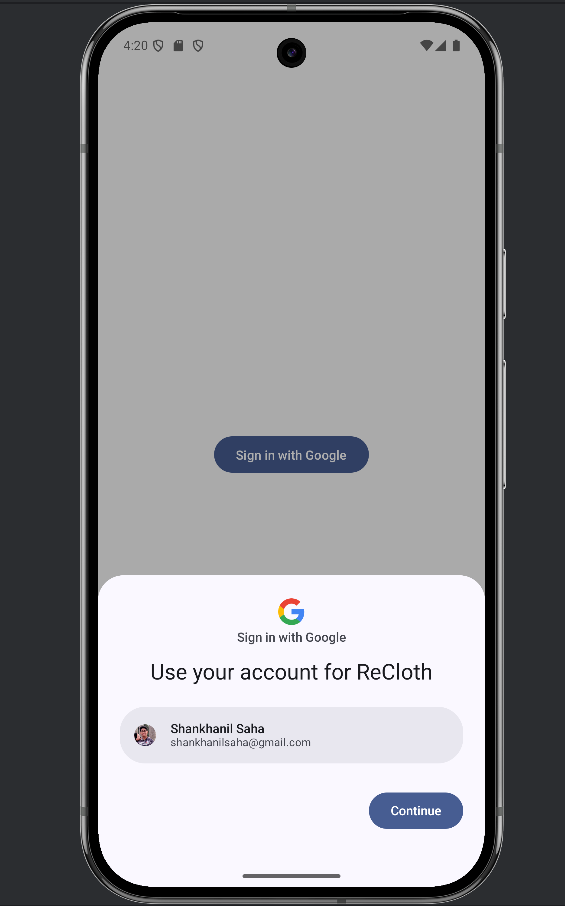 4:20
Sign in with Google
Sign in with Google
Use your account for ReCloth
Shankhanil Saha
shankhanilsaha@gmail.com
Continue